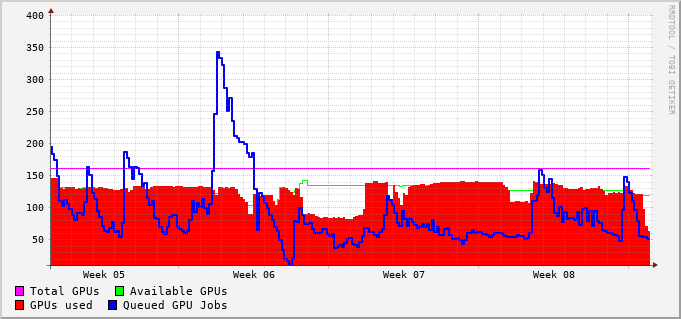 400
350
300
250
200
150
100
50
Week 05 Week 06 Week 07 Week 08
Total GPUs Available GPUs
GPUs used Queued GPU Jobs
RRDTOOL / TOBI OETIKER